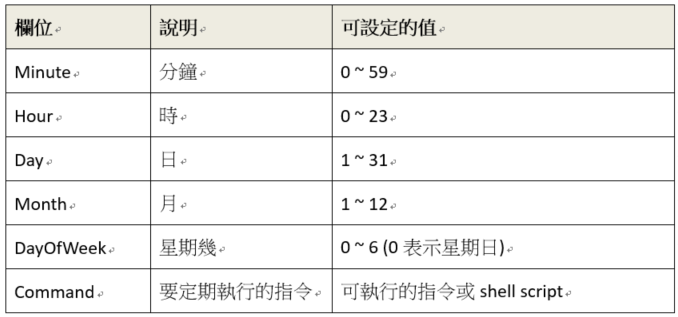 欄位 說明 可設定的值
Minute 分鐘 0 ~ 59
Hour 時 0 ~ 23
Day 日 1 ~ 31
Month 月 1 ~ 12
DayOfWeek 星期幾 0 ~ 6 (0 表示星期日)
Command 要定期執行的指令 可執行的指令或 shell script